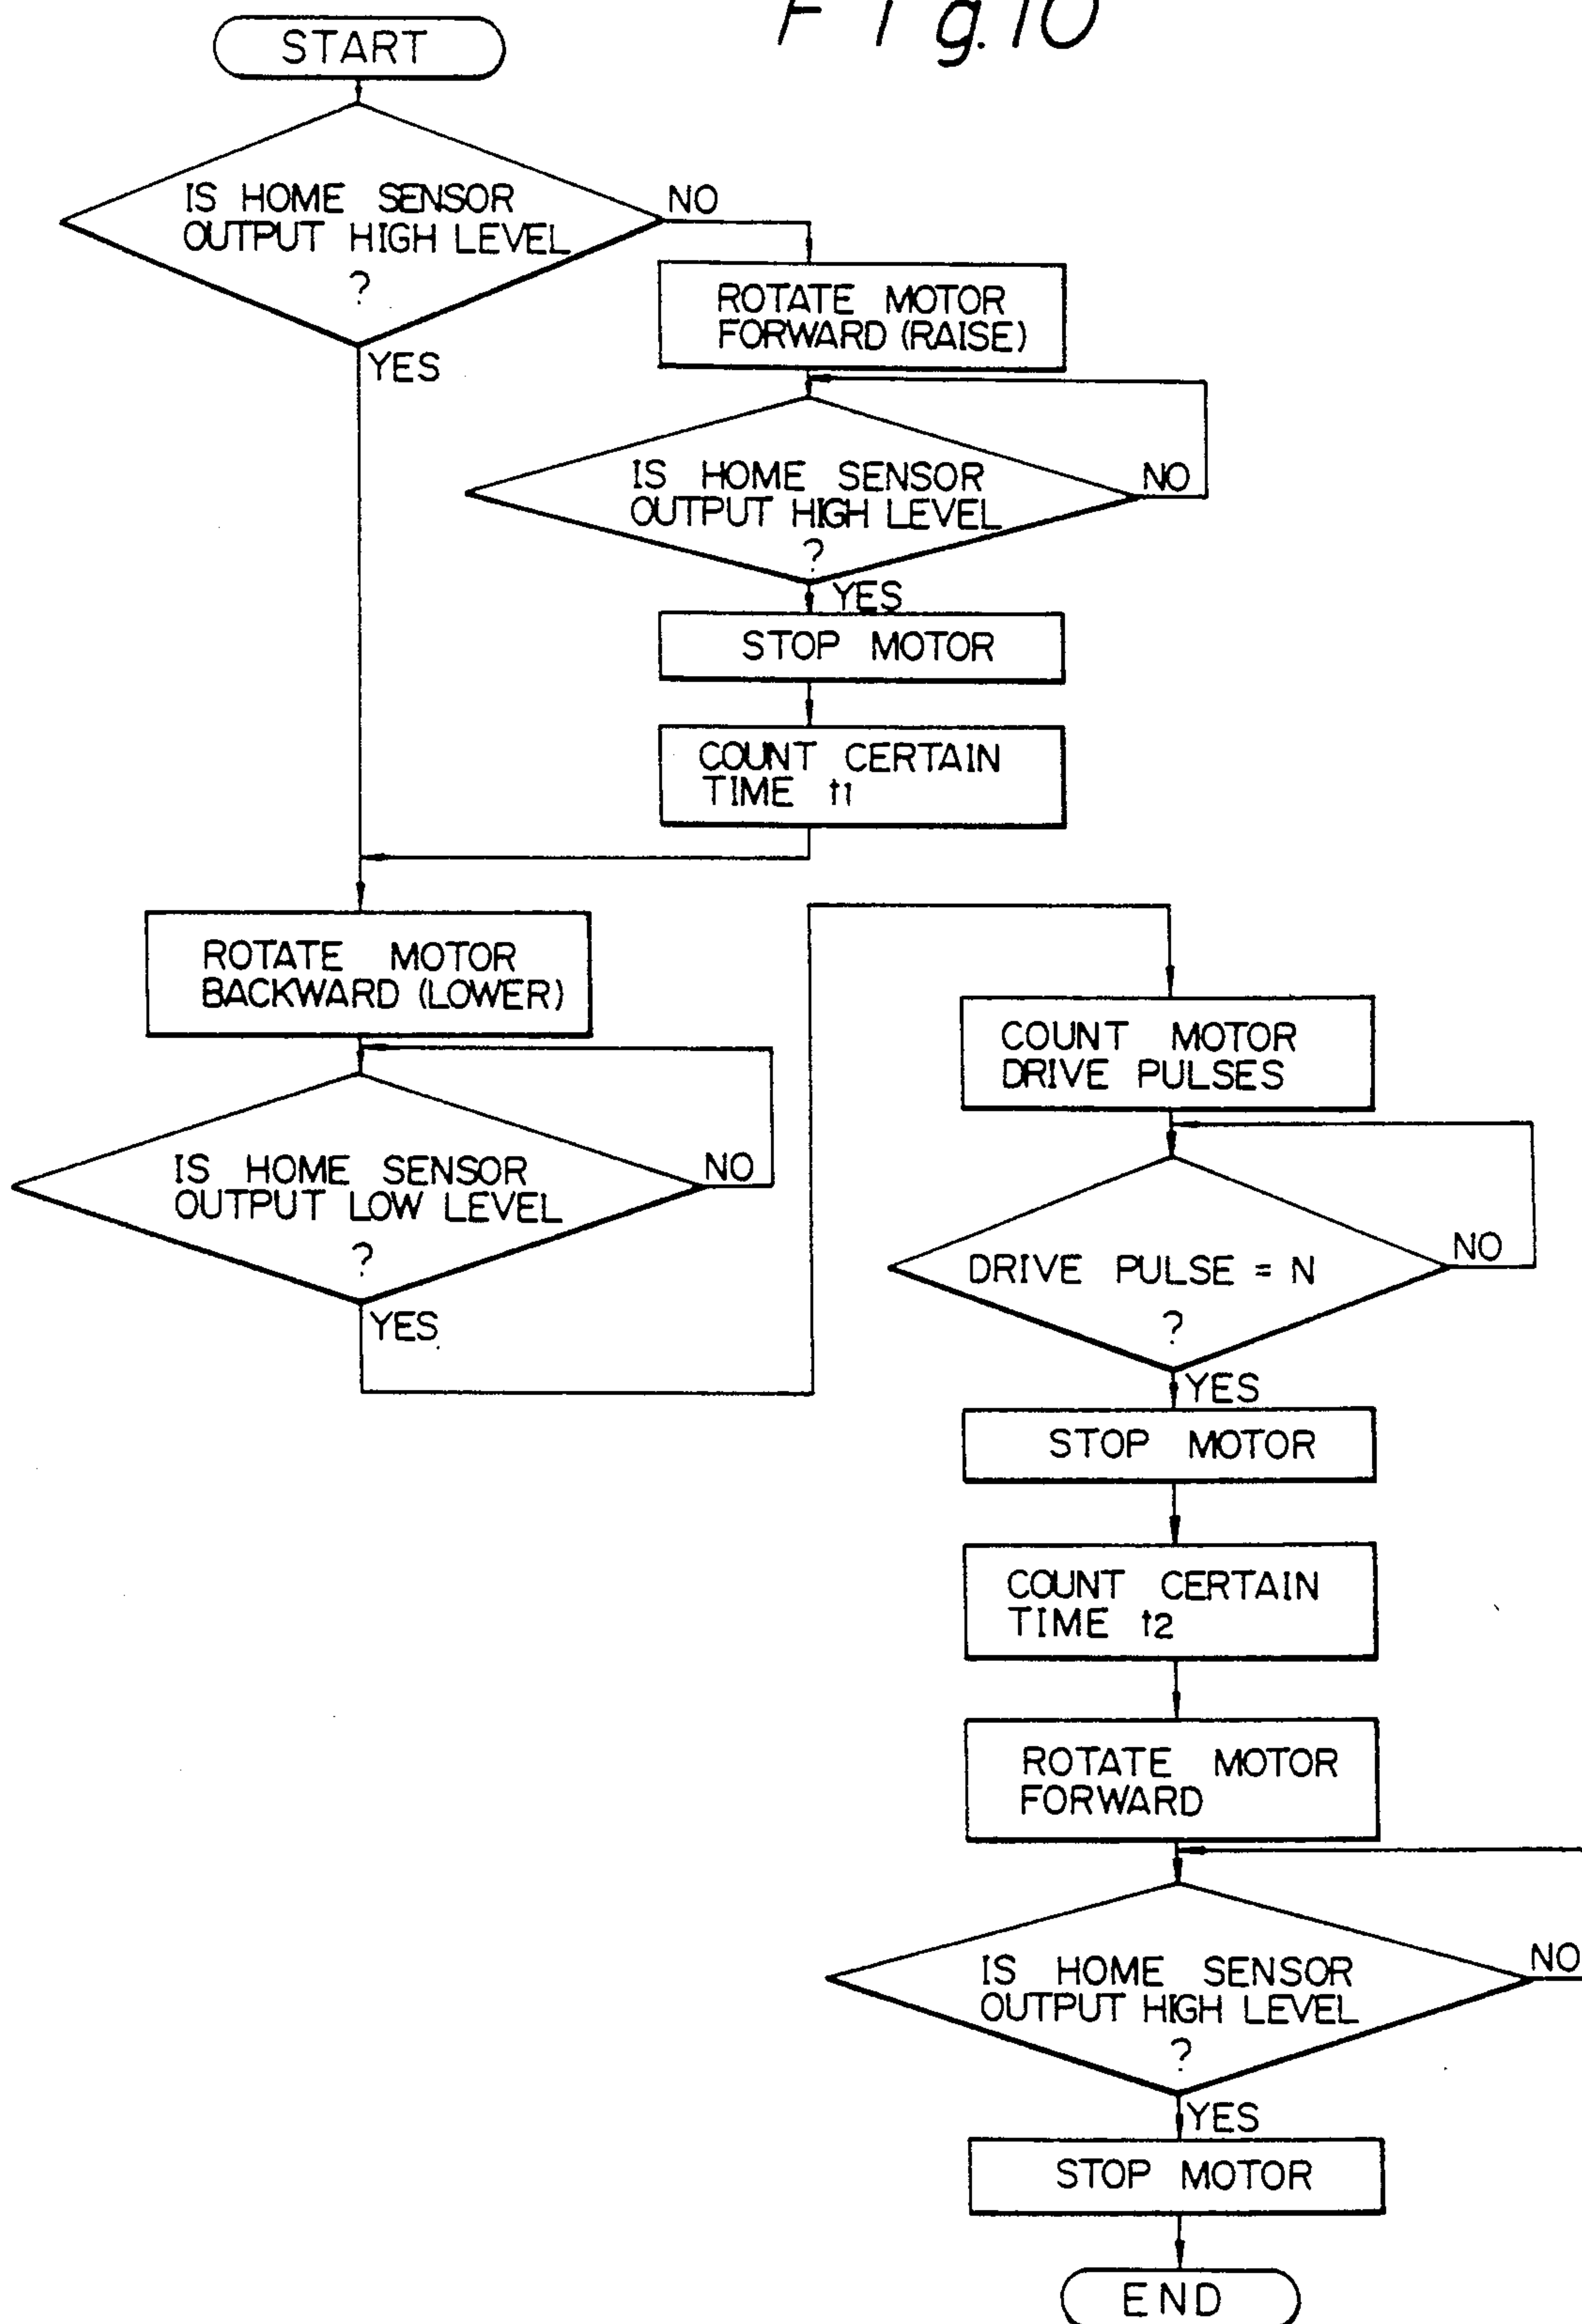 Fig. 10
START
IS HOME SENSOR
OUTPUT HIGH LEVEL
?
NO
YES
ROTATE MOTOR
FORWARD (RAISE)
IS HOME SENSOR
OUTPUT HIGH LEVEL
?
NO
YES
STOP MOTOR
COUNT CERTAIN
TIME t1
ROTATE MOTOR
BACKWARD (LOWER)
IS HOME SENSOR
OUTPUT LOW LEVEL
?
NO
YES
COUNT MOTOR
DRIVE PULSES
DRIVE PULSE = N
?
NO
YES
STOP MOTOR
COUNT CERTAIN
TIME t2
ROTATE MOTOR
FORWARD
IS HOME SENSOR
OUTPUT HIGH LEVEL
?
NO
YES
STOP MOTOR
END